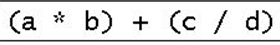 (a * b) + (c / d)